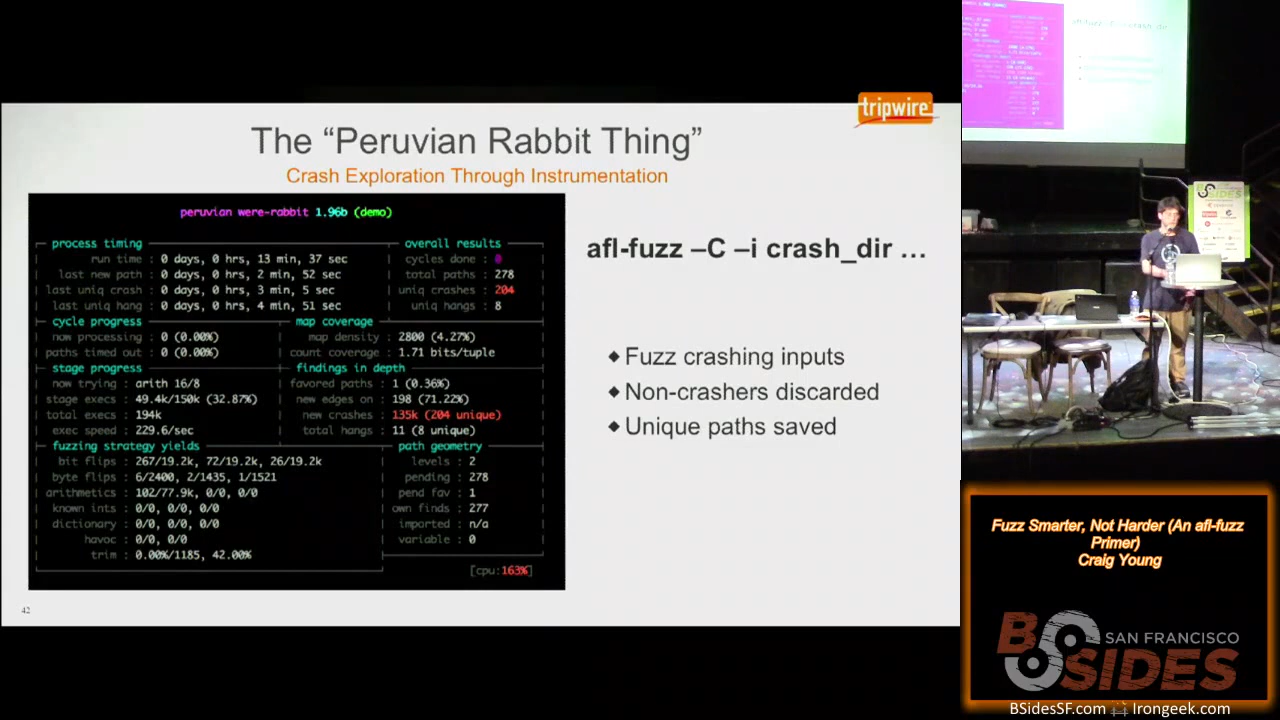 tripwire
The “Peruvian Rabbit Thing”
Crash Exploration Through Instrumentation
peruvian were-rabbit 1.96b (demo)
process timing
run time : 0 days, 0 hrs, 13 min, 37 sec
last new path : 0 days, 0 hrs, 2 min, 52 sec
last uniq crash : 0 days, 0 hrs, 3 min, 5 sec
last uniq hang : 0 days, 0 hrs, 4 min, 51 sec
overall results
cycles done : 0
total paths : 278
uniq crashes : 204
uniq hangs : 8
cycle progress
now processing : 0 (0.00%)
paths timed out : 0 (0.00%)
map coverage
map density : 2800 (4.27%)
count coverage : 1.71 bits/tuple
stage progress
now trying : arith 16/8
stage execs : 49.4k/150k (32.87%)
total execs : 194k
exec speed : 229.6/sec
findings in depth
favored paths : 1 (0.36%)
new edges on : 198 (71.22%)
new crashes : 135k (204 unique)
total hangs : 11 (8 unique)
fuzzing strategy yields
bit flips : 267/19.2k, 72/19.2k, 26/19.2k
byte flips : 6/2400, 2/1435, 1/1521
arithmetics : 102/77.9k, 0/0, 0/0
known ints : 0/0, 0/0, 0/0
dictionary : 0/0, 0/0, 0/0
havoc : 0/0, 0/0
trim : 0.00%/1185, 42.00%
path geometry
levels : 2
pending : 278
pend fav : 1
own finds : 277
imported : n/a
variable : 0
[cpu:163%]
afl-fuzz –C –i crash_dir …
◆ Fuzz crashing inputs
◆ Non-crashers discarded
◆ Unique paths saved
42
BSIDES
Fuzz Smarter, Not Harder (An afl-fuzz
Primer)
Craig Young
BSIDES
SAN FRANCISCO
BSidesSF.com Irongeek.com